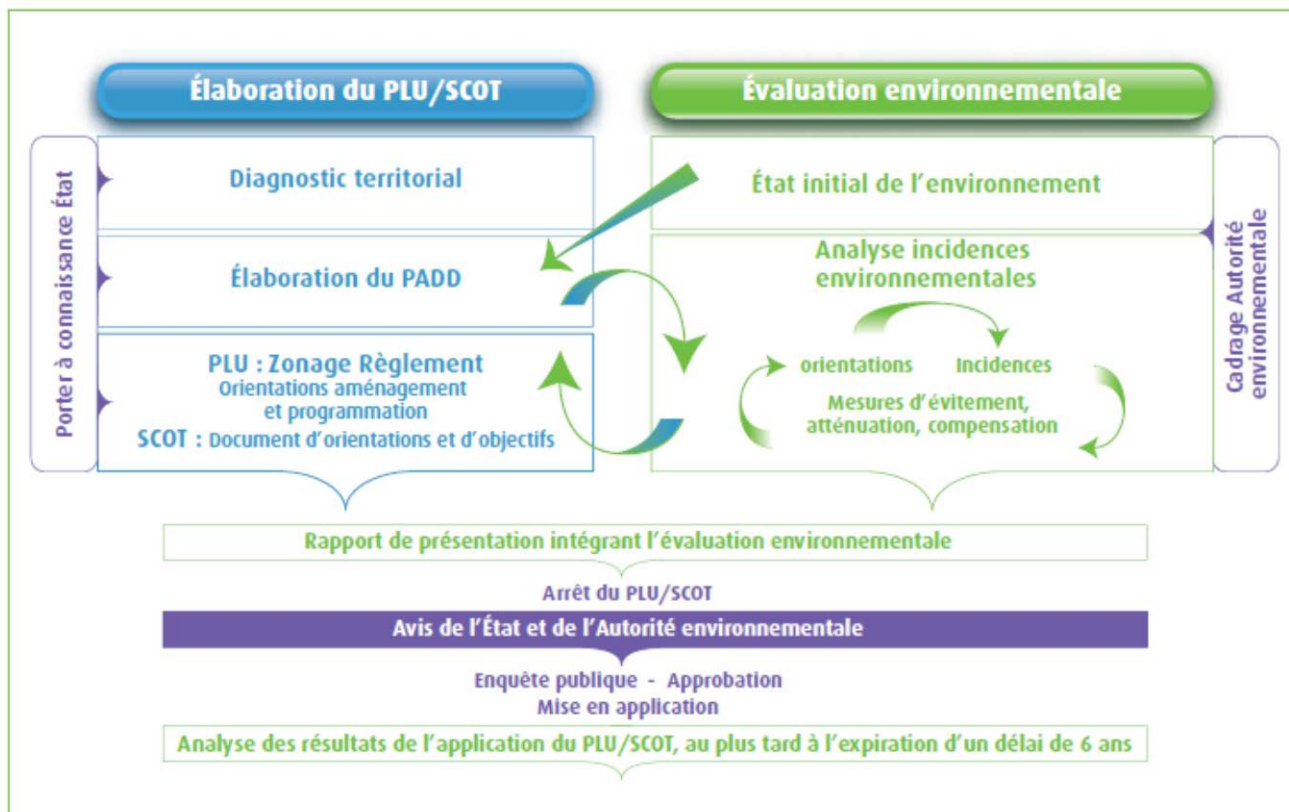 Élaboration du PLU/SCOT
Évaluation environnementale
Porter à connaissance État
Diagnostic territorial
État initial de l'environnement
Cadrage Autorité
environnementale
Élaboration du PADD
Analyse incidences
environnementales
PLU : Zonage Règlement
Orientations aménagement
et programmation
SCOT : Document d'orientations et d'objectifs
orientations
Incidences
Mesures d'évitement,
atténuation, compensation
Rapport de présentation intégrant l'évaluation environnementale
Arrêt du PLU/SCOT
Avis de l'État et de l'Autorité environnementale
Enquête publique - Approbation
Mise en application
Analyse des résultats de l'application du PLU/SCOT, au plus tard à l'expiration d'un délai de 6 ans